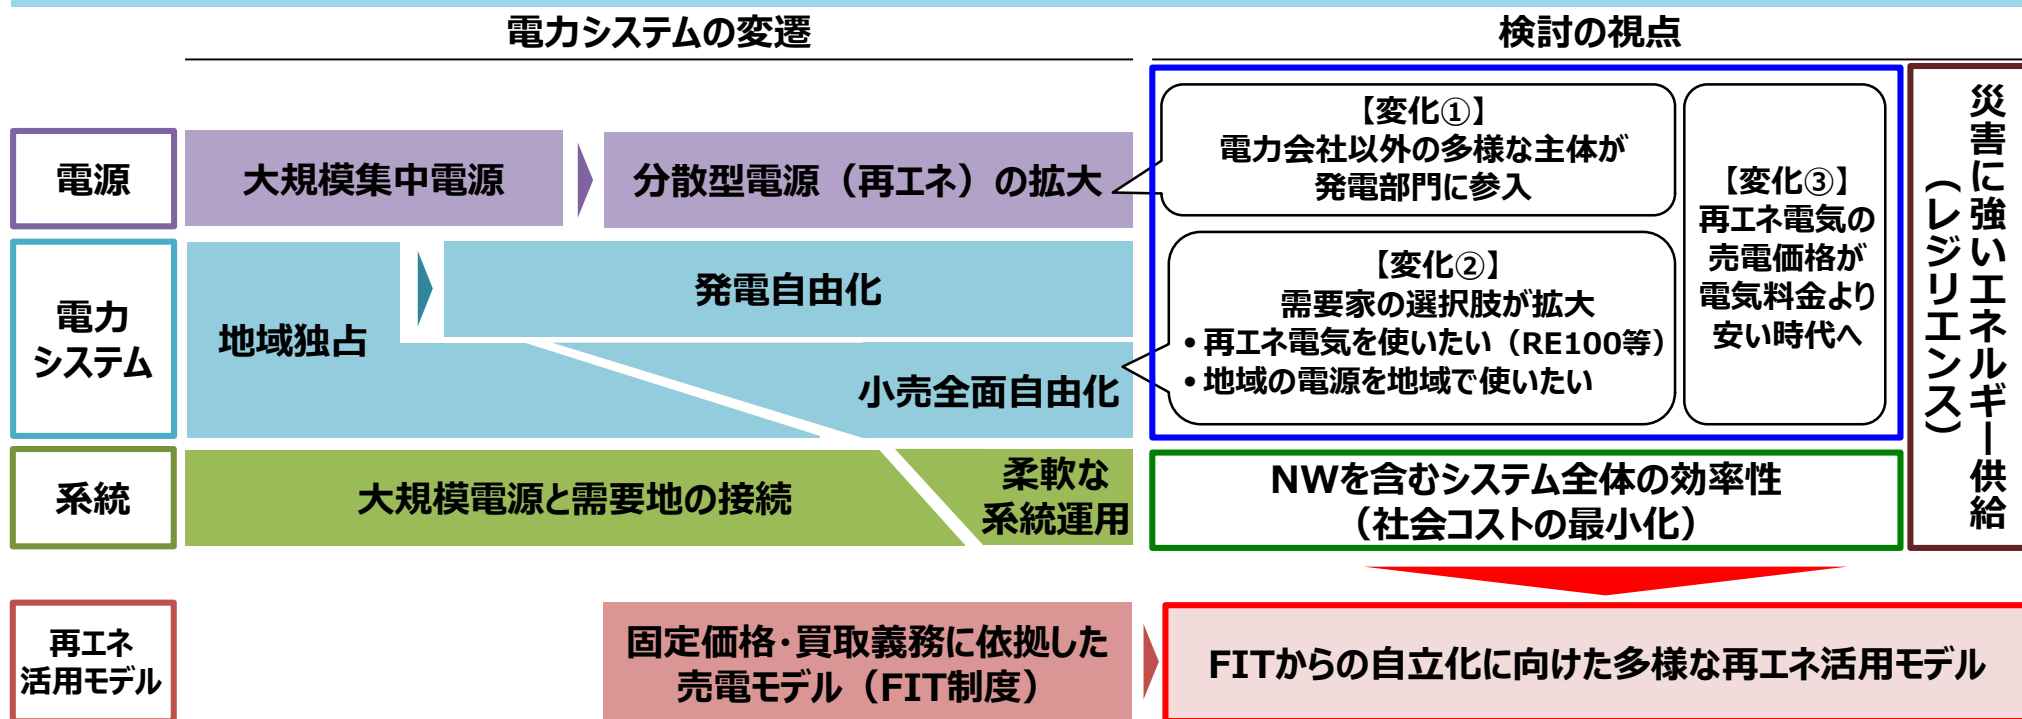 電力システムの変遷
検討の視点
電源
大規模集中電源
分散型電源（再エネ）の拡大
【変化①】
電力会社以外の多様な主体が
発電部門に参入
電力
システム
地域独占
発電自由化
小売全面自由化
【変化②】
需要家の選択肢が拡大
• 再エネ電気を使いたい（RE100等）
• 地域の電源を地域で使いたい
【変化③】
再エネ電気の
売電価格が
電気料金より
安い時代へ
災害に強いエネルギー供給
（レジリエンス）
系統
大規模電源と需要地の接続
柔軟な
系統運用
NWを含むシステム全体の効率性
（社会コストの最小化）
再エネ
活用モデル
固定価格・買取義務に依拠した
売電モデル（FIT制度）
FITからの自立化に向けた多様な再エネ活用モデル